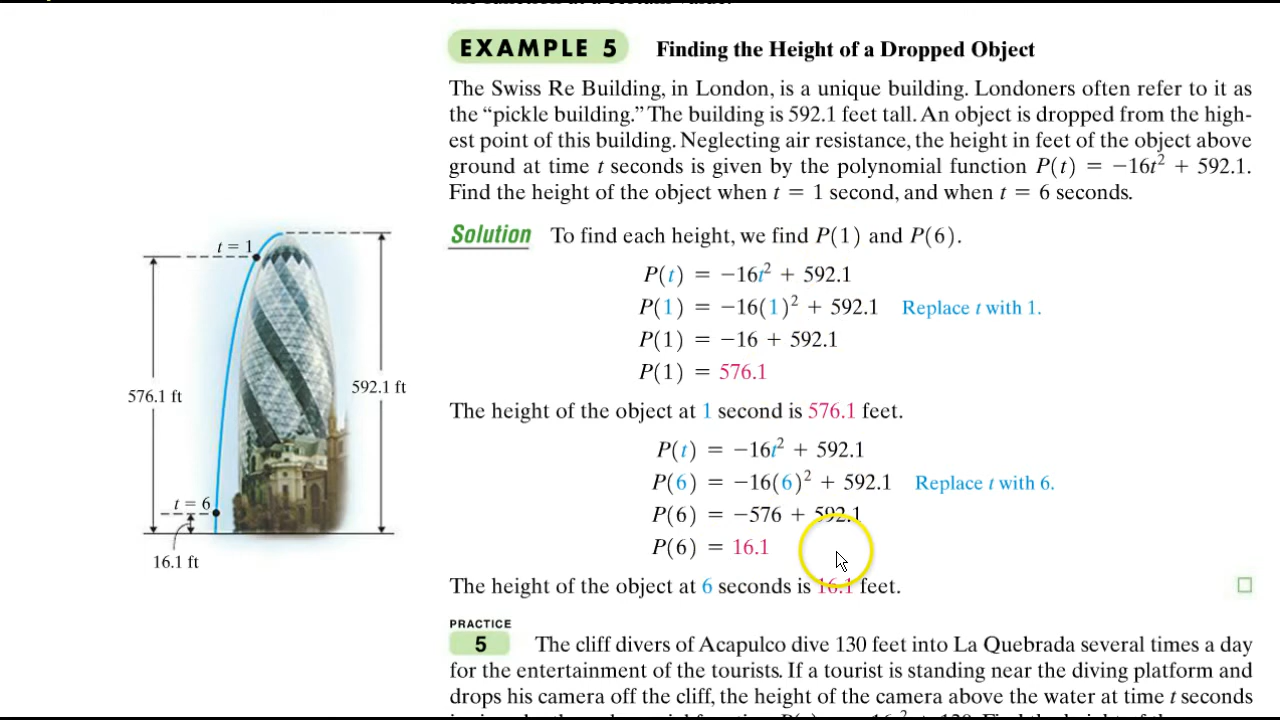 EXAMPLE 5 Finding the Height of a Dropped Object
The Swiss Re Building, in London, is a unique building. Londoners often refer to it as
the “pickle building.” The building is 592.1 feet tall. An object is dropped from the high-
est point of this building. Neglecting air resistance, the height in feet of the object above
ground at time t seconds is given by the polynomial function P(t) = −16t² + 592.1.
Find the height of the object when t = 1 second, and when t = 6 seconds.
Solution To find each height, we find P(1) and P(6).
P(t) = −16t² + 592.1
P(1) = −16(1)² + 592.1 Replace t with 1.
P(1) = −16 + 592.1
P(1) = 576.1
The height of the object at 1 second is 576.1 feet.
P(t) = −16t² + 592.1
P(6) = −16(6)² + 592.1 Replace t with 6.
P(6) = −576 + 592.1
P(6) = 16.1
The height of the object at 6 seconds is 16.1 feet.
t = 1
576.1 ft
592.1 ft
t = 6
16.1 ft
PRACTICE
5 The cliff divers of Acapulco dive 130 feet into La Quebrada several times a day
for the entertainment of the tourists. If a tourist is standing near the diving platform and
drops his camera off the cliff, the height of the camera above the water at time t seconds